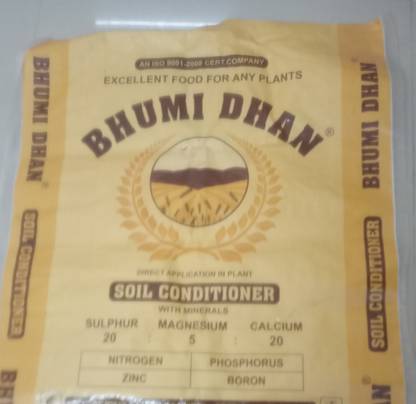 AN ISO 9001-2008 CERT.COMPANY
EXCELLENT FOOD FOR ANY PLANTS
BHUMI DHAN®
DIRECT APPLICATION IN PLANT
SOIL CONDITIONER
WITH MINERALS
SULPHUR MAGNESIUM CALCIUM
20 : 5 : 20
NITROGEN PHOSPHORUS
ZINC BORON
BHUMI DHAN
SOIL CONDITIONER
BH
BHUMI DHAN
SOIL CONDITIONER
AN